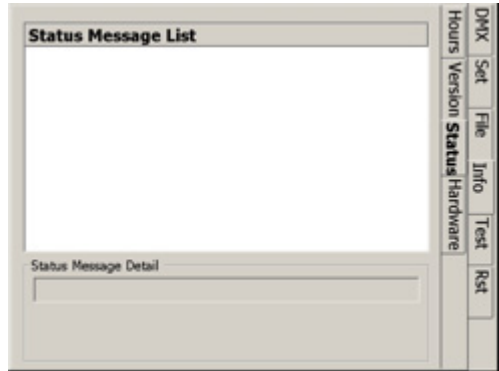 Status Message List
Status Message Detail
Hours Version Status Hardware
DMX Set File Info Test Rst